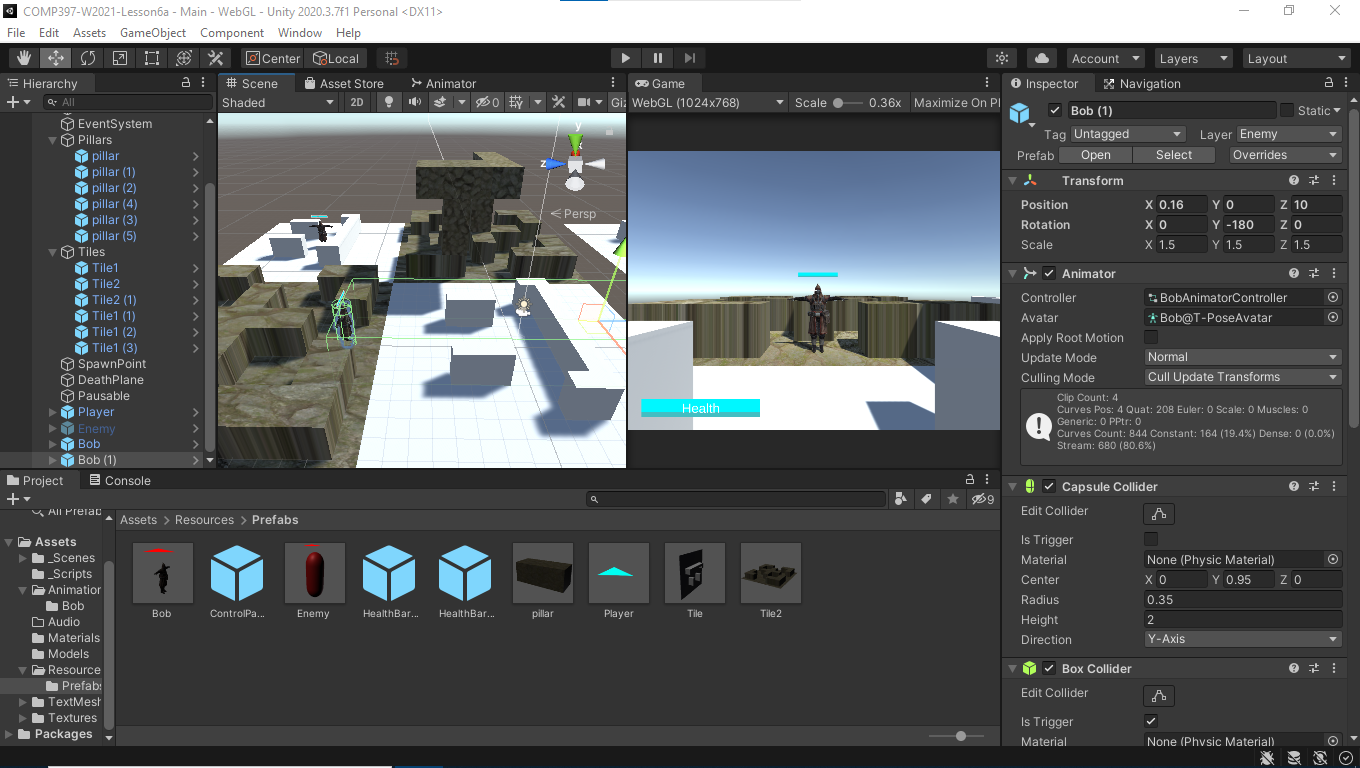 COMP397-W2021-Lesson6a - Main - WebGL - Unity 2020.3.7f1 Personal <DX11>
File Edit Assets GameObject Component Window Help
Center Local Account Layers Layout
Hierarchy
All
EventSystem
Pillars
pillar
pillar (1)
pillar (2)
pillar (4)
pillar (3)
pillar (5)
Tiles
Tile1
Tile2
Tile2 (1)
Tile1 (1)
Tile1 (2)
Tile1 (3)
SpawnPoint
DeathPlane
Pausable
Player
Enemy
Bob
Bob (1)
Scene Asset Store Animator
Shaded 2D 0 Giz
y
x
z
Persp
Game
WebGL (1024x768) Scale 0.36x Maximize On Pl
Health
Inspector Navigation
Bob (1) Static
Tag Untagged Layer Enemy
Prefab Open Select Overrides
Transform
Position X 0.16 Y 0 Z 10
Rotation X 0 Y -180 Z 0
Scale X 1.5 Y 1.5 Z 1.5
Animator
Controller BobAnimatorController
Avatar Bob@T-PoseAvatar
Apply Root Motion
Update Mode Normal
Culling Mode Cull Update Transforms
Clip Count: 4
Curves Pos: 4 Quat: 208 Euler: 0 Scale: 0 Muscles: 0
Generic: 0 PPtr: 0
Curves Count: 844 Constant: 164 (19.4%) Dense: 0 (0.0%)
Stream: 680 (80.6%)
Capsule Collider
Edit Collider
Is Trigger
Material None (Physic Material)
Center X 0 Y 0.95 Z 0
Radius 0.35
Height 2
Direction Y-Axis
Box Collider
Edit Collider
Is Trigger
Material None (Physic Material)
Project Console
9
All Prefab
Assets
_Scenes
_Scripts
Animation
Bob
Audio
Materials
Models
Resource
Prefabs
TextMesh
Textures
Packages
Assets > Resources > Prefabs
Bob ControlPa... Enemy HealthBar... HealthBar... pillar Player Tile Tile2